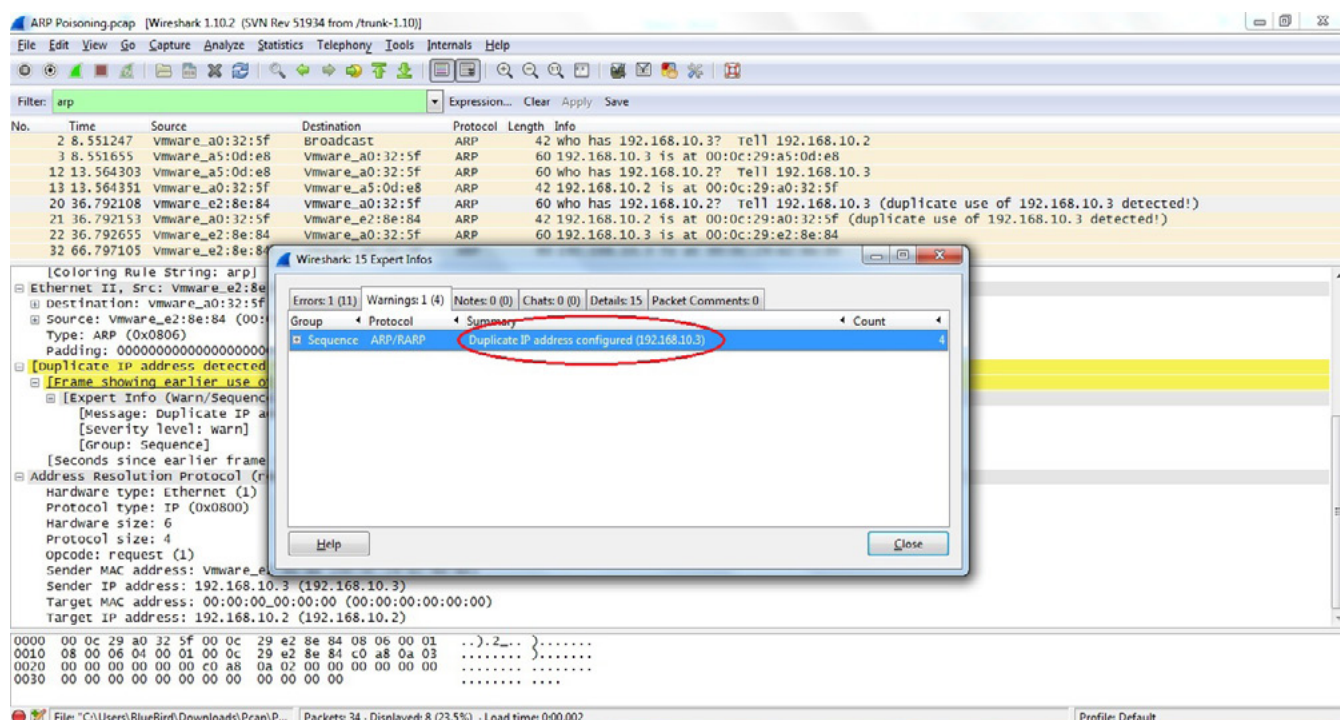 ARP Poisoning.pcap [Wireshark 1.10.2 (SVN Rev 51934 from /trunk-1.10)]
File Edit View Go Capture Analyze Statistics Telephony Tools Internals Help
Filter: arp Expression... Clear Apply Save
No. Time Source Destination Protocol Length Info
2 8.551247 Vmware_a0:32:5f Broadcast ARP 42 who has 192.168.10.3? Tell 192.168.10.2
3 8.551655 Vmware_a5:0d:e8 Vmware_a0:32:5f ARP 60 192.168.10.3 is at 00:0c:29:a5:0d:e8
12 13.564303 Vmware_a5:0d:e8 Vmware_a0:32:5f ARP 60 who has 192.168.10.2? Tell 192.168.10.3
13 13.564351 Vmware_a0:32:5f Vmware_a5:0d:e8 ARP 42 192.168.10.2 is at 00:0c:29:a0:32:5f
20 36.792108 Vmware_e2:8e:84 Vmware_a0:32:5f ARP 60 who has 192.168.10.2? Tell 192.168.10.3 (duplicate use of 192.168.10.3 detected!)
21 36.792153 Vmware_a0:32:5f Vmware_e2:8e:84 ARP 42 192.168.10.2 is at 00:0c:29:a0:32:5f (duplicate use of 192.168.10.3 detected!)
22 36.792655 Vmware_e2:8e:84 Vmware_a0:32:5f ARP 60 192.168.10.3 is at 00:0c:29:e2:8e:84
32 66.797105 Vmware_e2:8e:84
[Coloring Rule String: arp]
Ethernet II, Src: Vmware_e2:8e
Destination: Vmware_a0:32:5f
Source: Vmware_e2:8e:84 (00:
Type: ARP (0x0806)
Padding: 00000000000000000000
[Duplicate IP address detected
[Frame showing earlier use o
[Expert Info (Warn/Sequenc
[Message: Duplicate IP a
[Severity level: Warn]
[Group: Sequence]
[Seconds since earlier frame
Address Resolution Protocol (r
Hardware type: Ethernet (1)
Protocol type: IP (0x0800)
Hardware size: 6
Protocol size: 4
Opcode: request (1)
Sender MAC address: Vmware_e
Sender IP address: 192.168.10.3 (192.168.10.3)
Target MAC address: 00:00:00_00:00:00 (00:00:00:00:00:00)
Target IP address: 192.168.10.2 (192.168.10.2)
Wireshark: 15 Expert Infos
Errors: 1 (11) Warnings: 1 (4) Notes: 0 (0) Chats: 0 (0) Details: 15 Packet Comments: 0
Group Protocol Summary Count
Sequence ARP/RARP Duplicate IP address configured (192.168.10.3) 4
Help Close
0000 00 0c 29 a0 32 5f 00 0c 29 e2 8e 84 08 06 00 01 ..).2_.. ).......
0010 08 00 06 04 00 01 00 0c 29 e2 8e 84 c0 a8 0a 03 ........ ).......
0020 00 00 00 00 00 00 c0 a8 0a 02 00 00 00 00 00 00 ........ ........
0030 00 00 00 00 00 00 00 00 00 00 00 00 ........ ....
File: "C:\Users\BlueBird\Downloads\Pcap\P... Packets: 34 · Displayed: 8 (23.5%) · Load time: 0:00.002 Profile: Default